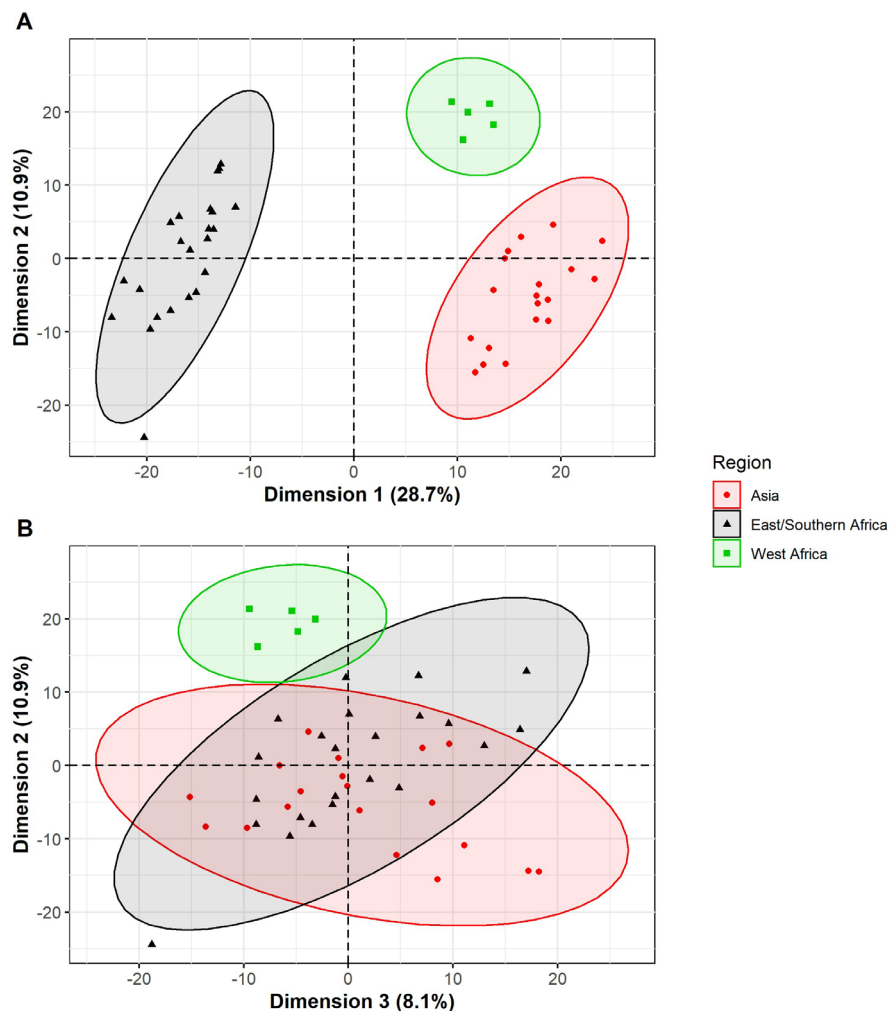 A
20
10
0
-10
-20
Dimension 2 (10.9%)
-20
-10
0
10
20
Dimension 1 (28.7%)
Region
Asia
East/Southern Africa
West Africa
B
20
10
0
-10
-20
Dimension 2 (10.9%)
-20
-10
0
10
20
Dimension 3 (8.1%)